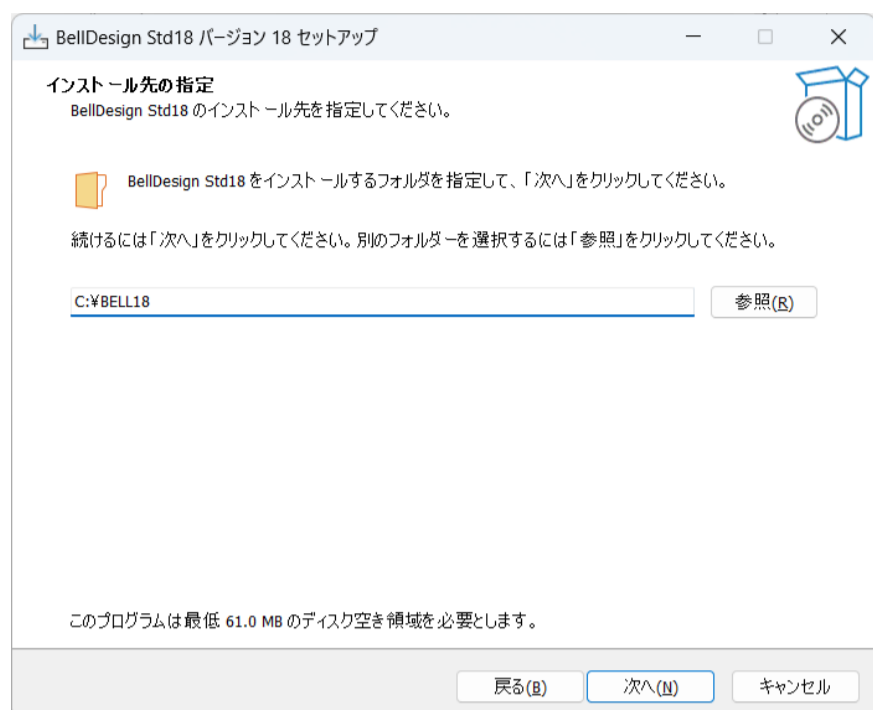 BellDesign Std18 バージョン 18 セットアップ
インストール先の指定
BellDesign Std18 のインストール先を指定してください。
BellDesign Std18 をインストールするフォルダを指定して、「次へ」をクリックしてください。
続けるには「次へ」をクリックしてください。別のフォルダーを選択するには「参照」をクリックしてください。
C:¥BELL18
参照(R)
このプログラムは最低 61.0 MB のディスク空き領域を必要とします。
戻る(B)
次へ(N)
キャンセル